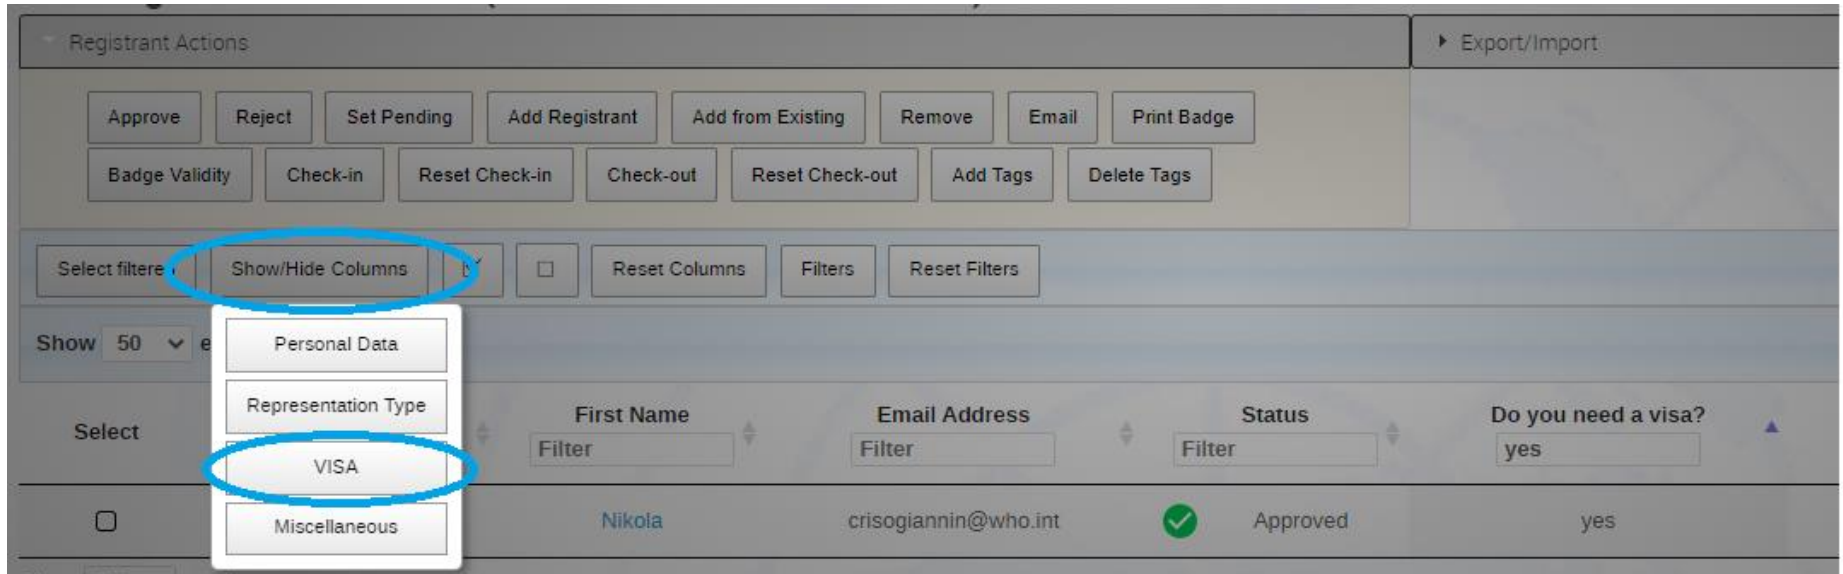 Registrant Actions
Export/Import
Approve Reject Set Pending Add Registrant Add from Existing Remove Email Print Badge
Badge Validity Check-in Reset Check-in Check-out Reset Check-out Add Tags Delete Tags
Select Show/Hide Columns Reset Columns Filters Reset Filters
Show 50
Personal Data
Representation Type
VISA
Miscellaneous
Select First Name Email Address Status Do you need a visa?
Filter Filter Filter yes
Nikola crisogiannin@who.int Approved yes